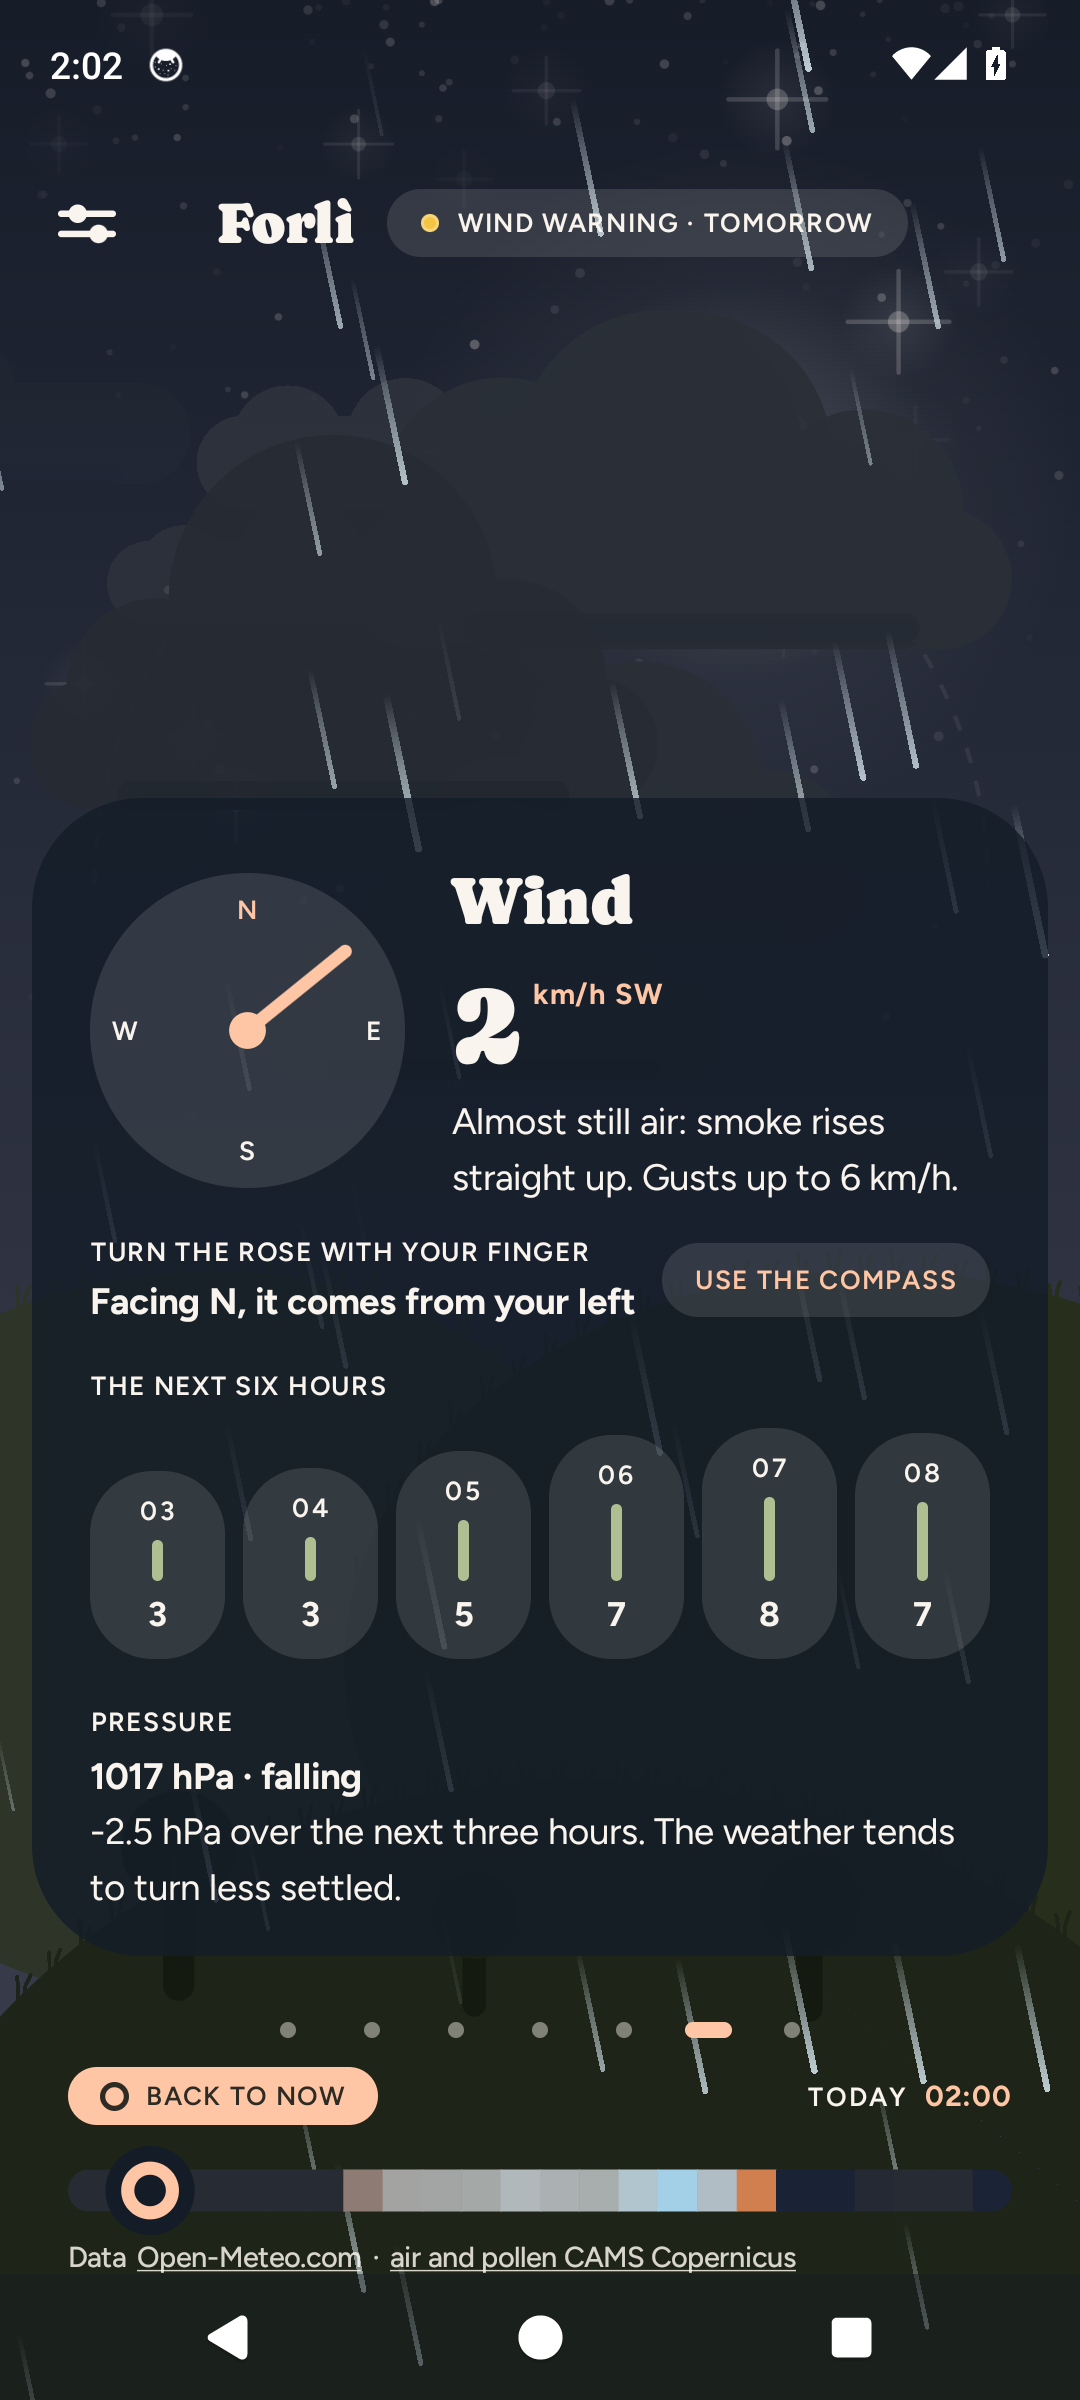 2:02
Forlì
WIND WARNING · TOMORROW
N
W
E
S
Wind
2 km/h SW
Almost still air: smoke rises
straight up. Gusts up to 6 km/h.
TURN THE ROSE WITH YOUR FINGER
Facing N, it comes from your left
USE THE COMPASS
THE NEXT SIX HOURS
03 04 05 06 07 08
3 3 5 7 8 7
PRESSURE
1017 hPa · falling
-2.5 hPa over the next three hours. The weather tends
to turn less settled.
BACK TO NOW
TODAY 02:00
Data Open-Meteo.com · air and pollen CAMS Copernicus